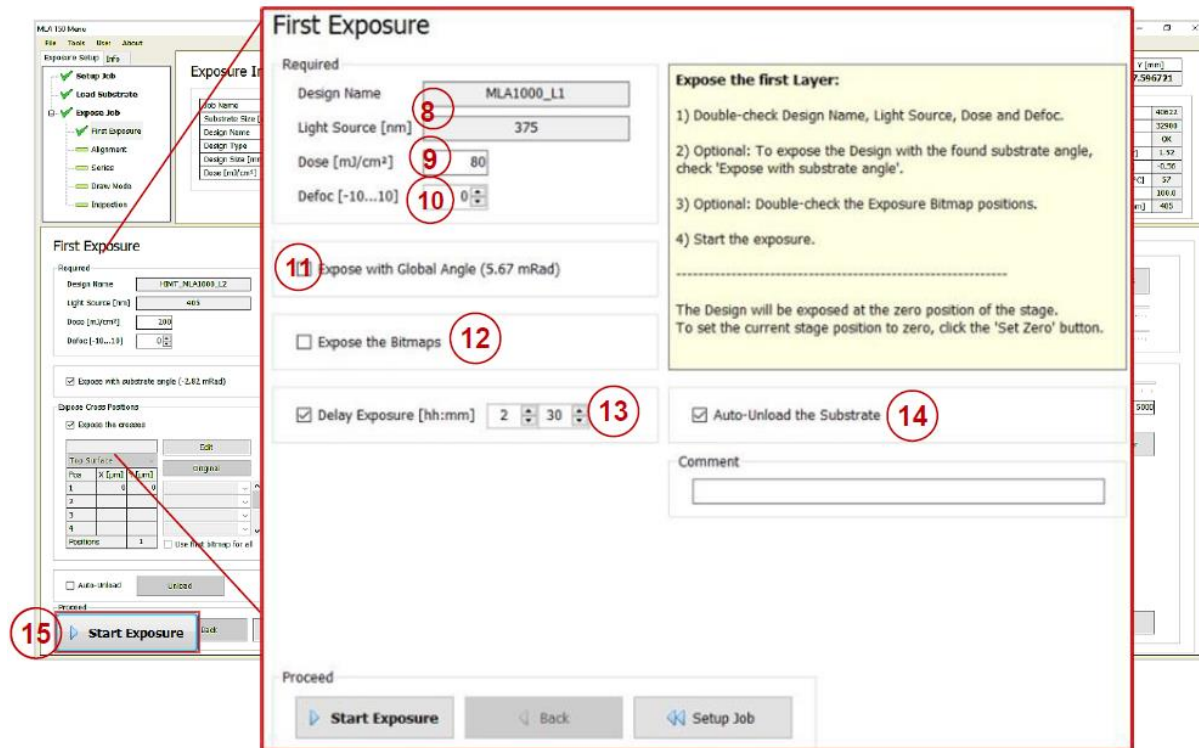 MLA 150 Menu
File Tools User About
Exposure Setup Info
Setup Job
Load Substrate
Expose Job
First Exposure
Alignment
Series
Draw Mode
Inspection
Job Name
Substrate Size
Design Name
Design Type
Design Size
Dose [mJ/cm²]
First Exposure
Required
Design Name
Light Source [nm] 405
Dose [mJ/cm²] 200
Defoc [-10...10] 0
Expose with substrate angle (-2.82 mRad)
Expose Cross Positions
Expose the crosses
Edit
Top Surface
Original
Pos X [µm] Y [µm]
1 0 0
2
3
4
Positions 1
Use first bitmap for all
Auto-Unload Unload
Proceed
15 Start Exposure Back
First Exposure
Required
Design Name MLA1000_L1
8
Light Source [nm] 375
Dose [mJ/cm²] 9 80
Defoc [-10...10] 10 0
11 Expose with Global Angle (5.67 mRad)
Expose the Bitmaps 12
Delay Exposure [hh:mm] 2 30 13
Expose the first Layer:
1) Double-check Design Name, Light Source, Dose and Defoc.
2) Optional: To expose the Design with the found substrate angle,
check 'Expose with substrate angle'.
3) Optional: Double-check the Exposure Bitmap positions.
4) Start the exposure.
----------------------------------------------------------------
The Design will be exposed at the zero position of the stage.
To set the current stage position to zero, click the 'Set Zero' button.
Auto-Unload the Substrate 14
Comment
Proceed
Start Exposure Back Setup Job
Y [mm]
40622
32900
OK
1.52
-0.56
57
100.0
405
5000